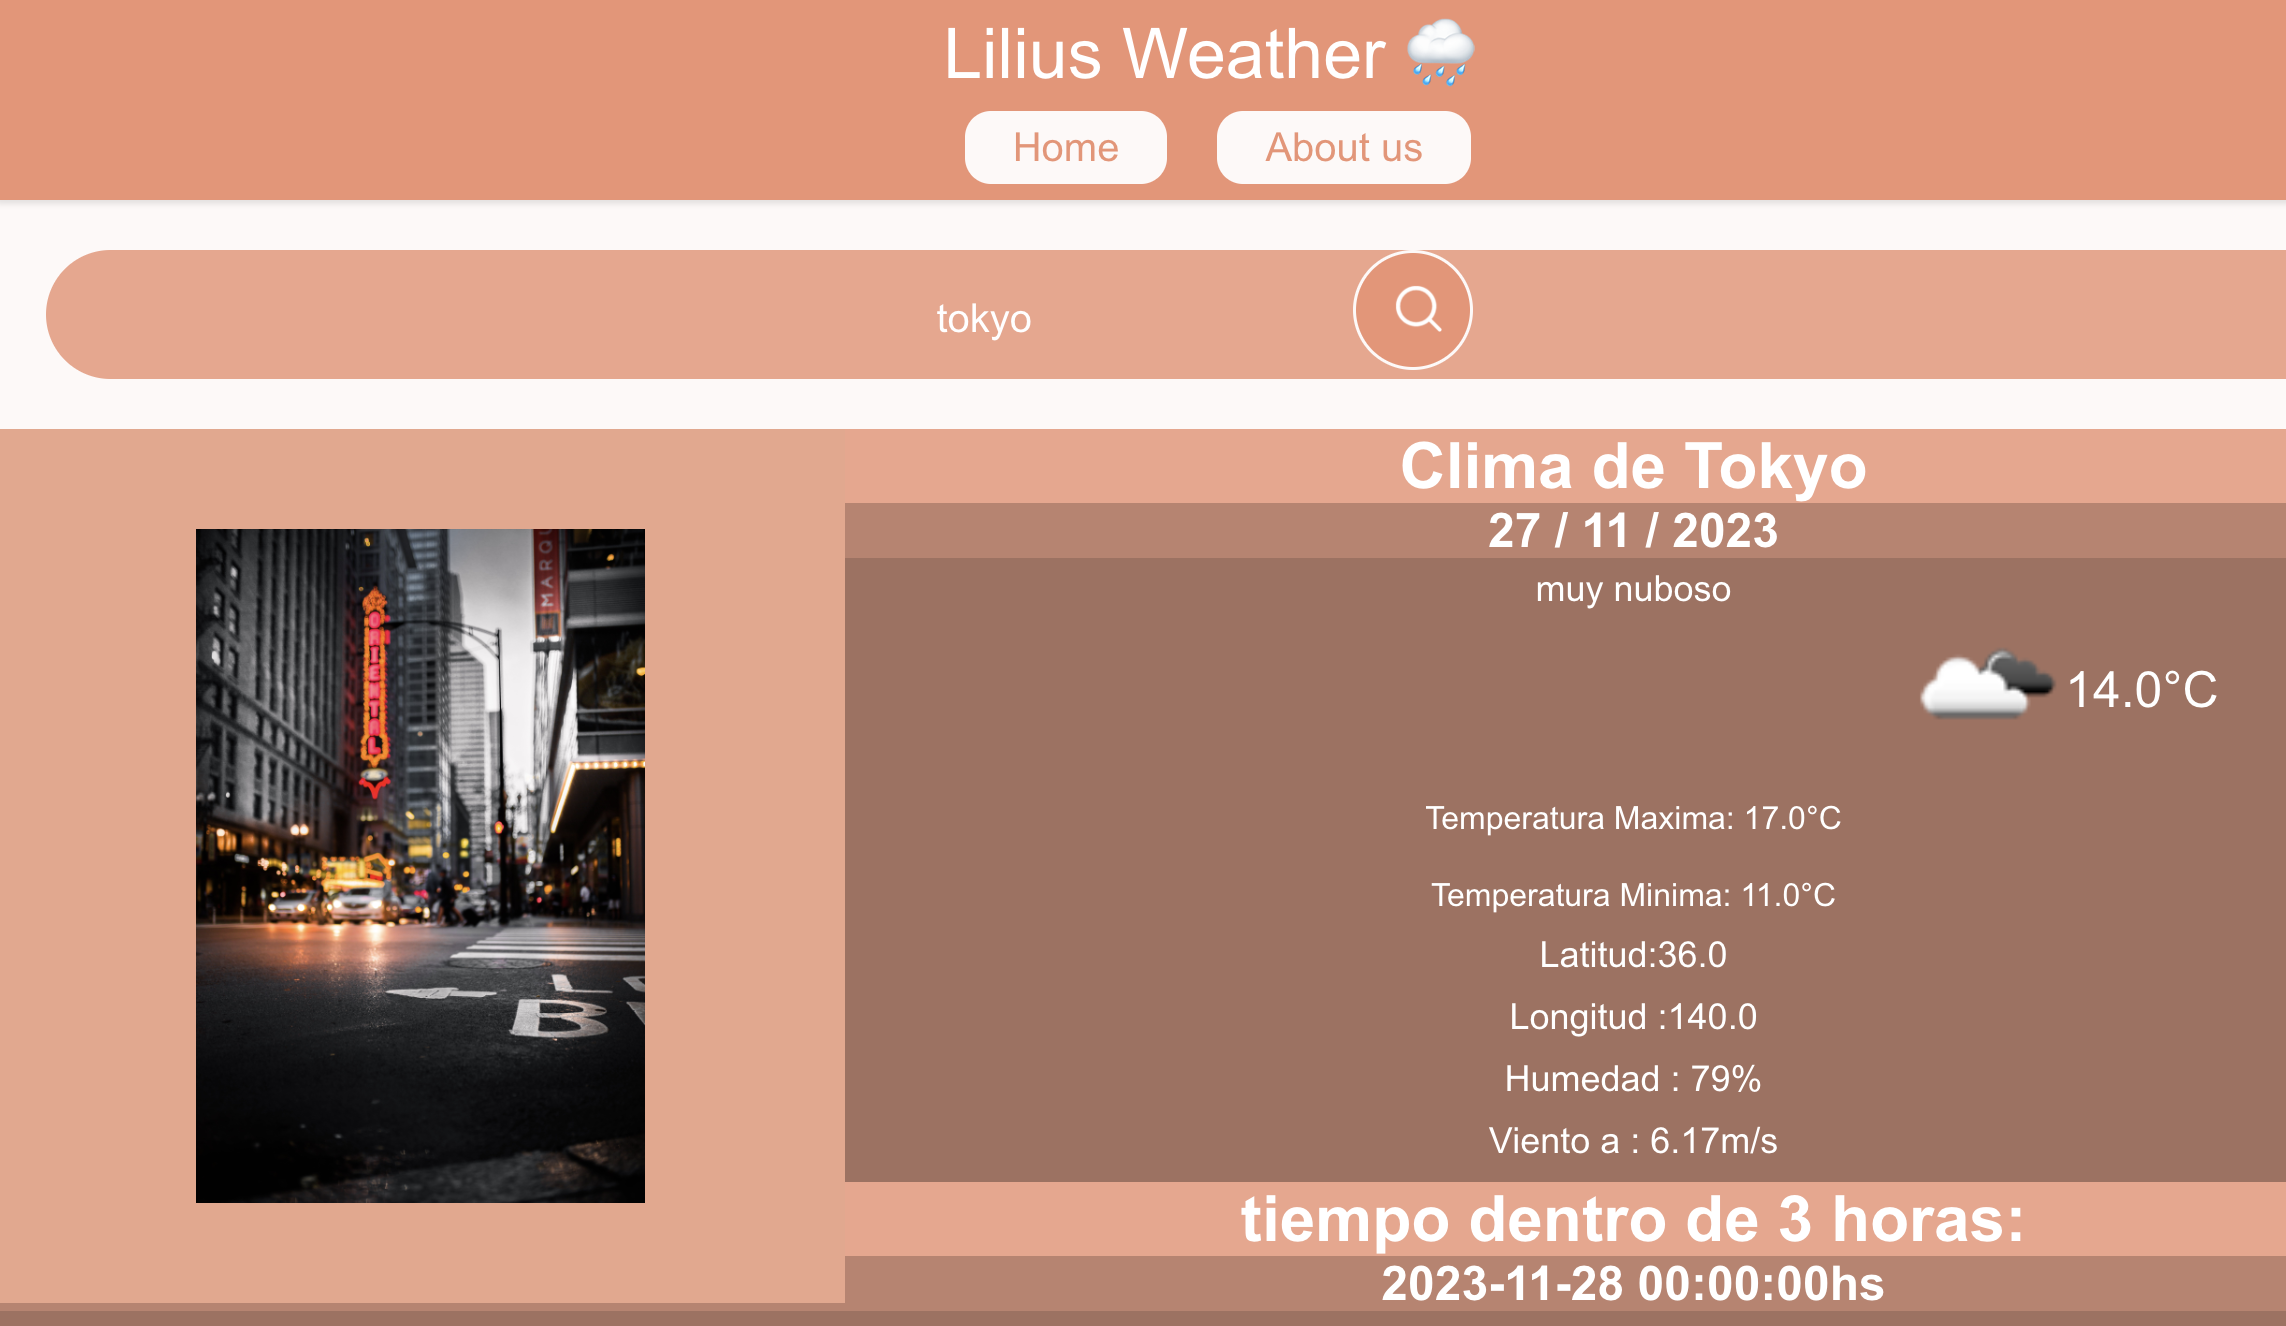 Lilius Weather
Home
About us
tokyo
Clima de Tokyo
27 / 11 / 2023
MARQU
ORIENTAL
muy nuboso
14.0°C
Temperatura Maxima: 17.0°C
Temperatura Minima: 11.0°C
Latitud:36.0
Longitud :140.0
Humedad : 79%
Viento a : 6.17m/s
tiempo dentro de 3 horas:
2023-11-28 00:00:00hs